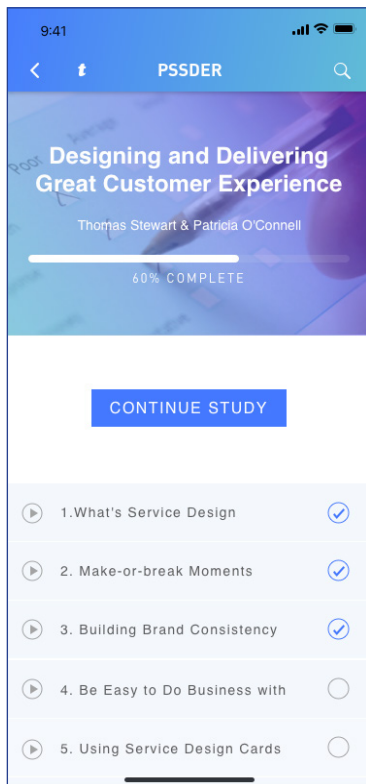 9:41
t PSSDER
Poor Average
Designing and Delivering
Great Customer Experience
Thomas Stewart & Patricia O'Connell
60% COMPLETE
CONTINUE STUDY
1.What's Service Design
2. Make-or-break Moments
3. Building Brand Consistency
4. Be Easy to Do Business with
5. Using Service Design Cards